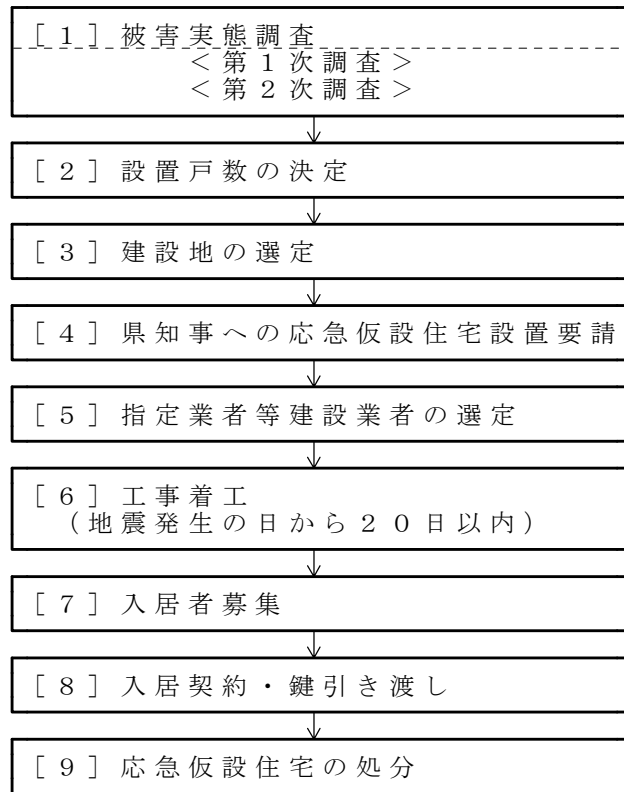 ［１］被害実態調査
＜第１次調査＞
＜第２次調査＞
［２］設置戸数の決定
［３］建設地の選定
［４］県知事への応急仮設住宅設置要請
［５］指定業者等建設業者の選定
［６］工事着工
（地震発生の日から２０日以内）
［７］入居者募集
［８］入居契約・鍵引き渡し
［９］応急仮設住宅の処分